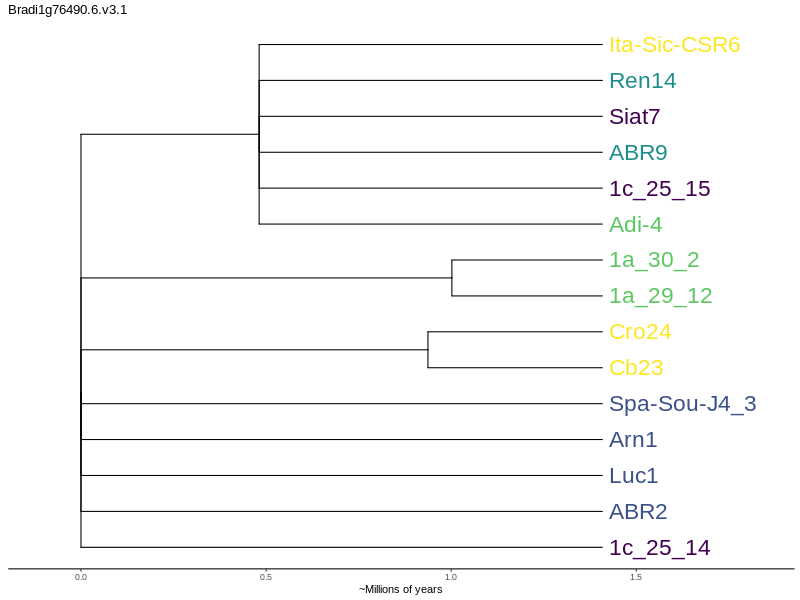 Bradi1g76490.6.v3.1
Ita-Sic-CSR6
Ren14
Siat7
ABR9
1c_25_15
Adi-4
1a_30_2
1a_29_12
Cro24
Cb23
Spa-Sou-J4_3
Arn1
Luc1
ABR2
1c_25_14
0.0 0.5 1.0 1.5
~Millions of years